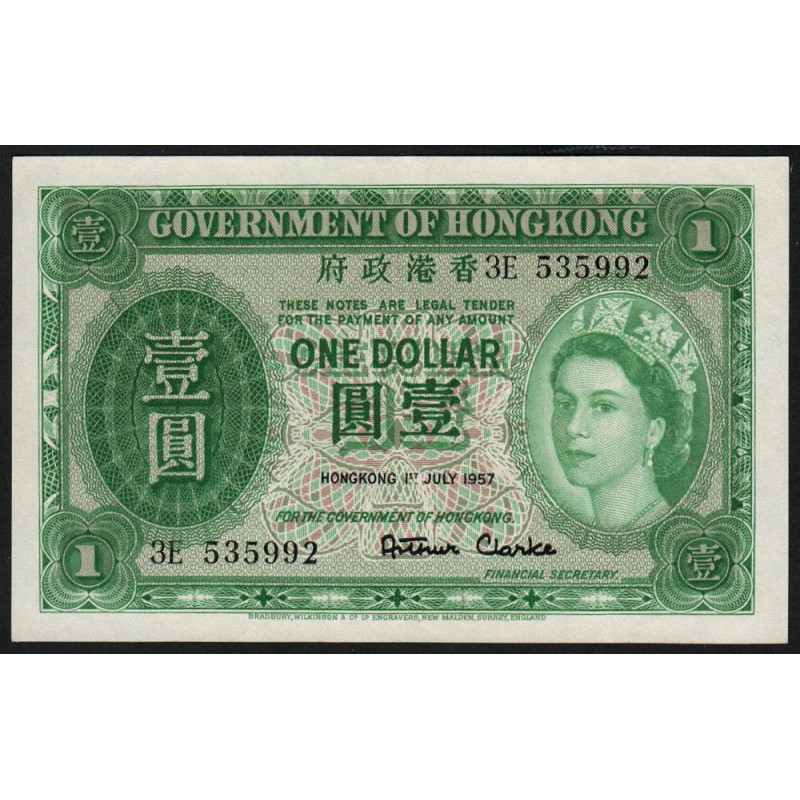 壹 GOVERNMENT OF HONGKONG 1
府政港香 3E 535992
THESE NOTES ARE LEGAL TENDER
FOR THE PAYMENT OF ANY AMOUNT
ONE DOLLAR
圓壹
壹
圓
HONGKONG 1ST JULY 1957
FOR THE GOVERNMENT OF HONGKONG.
1 3E 535992 Arthur Clarke 壹
FINANCIAL SECRETARY.
BRADBURY, WILKINSON & Co LD ENGRAVERS, NEW MALDEN, SURREY, ENGLAND